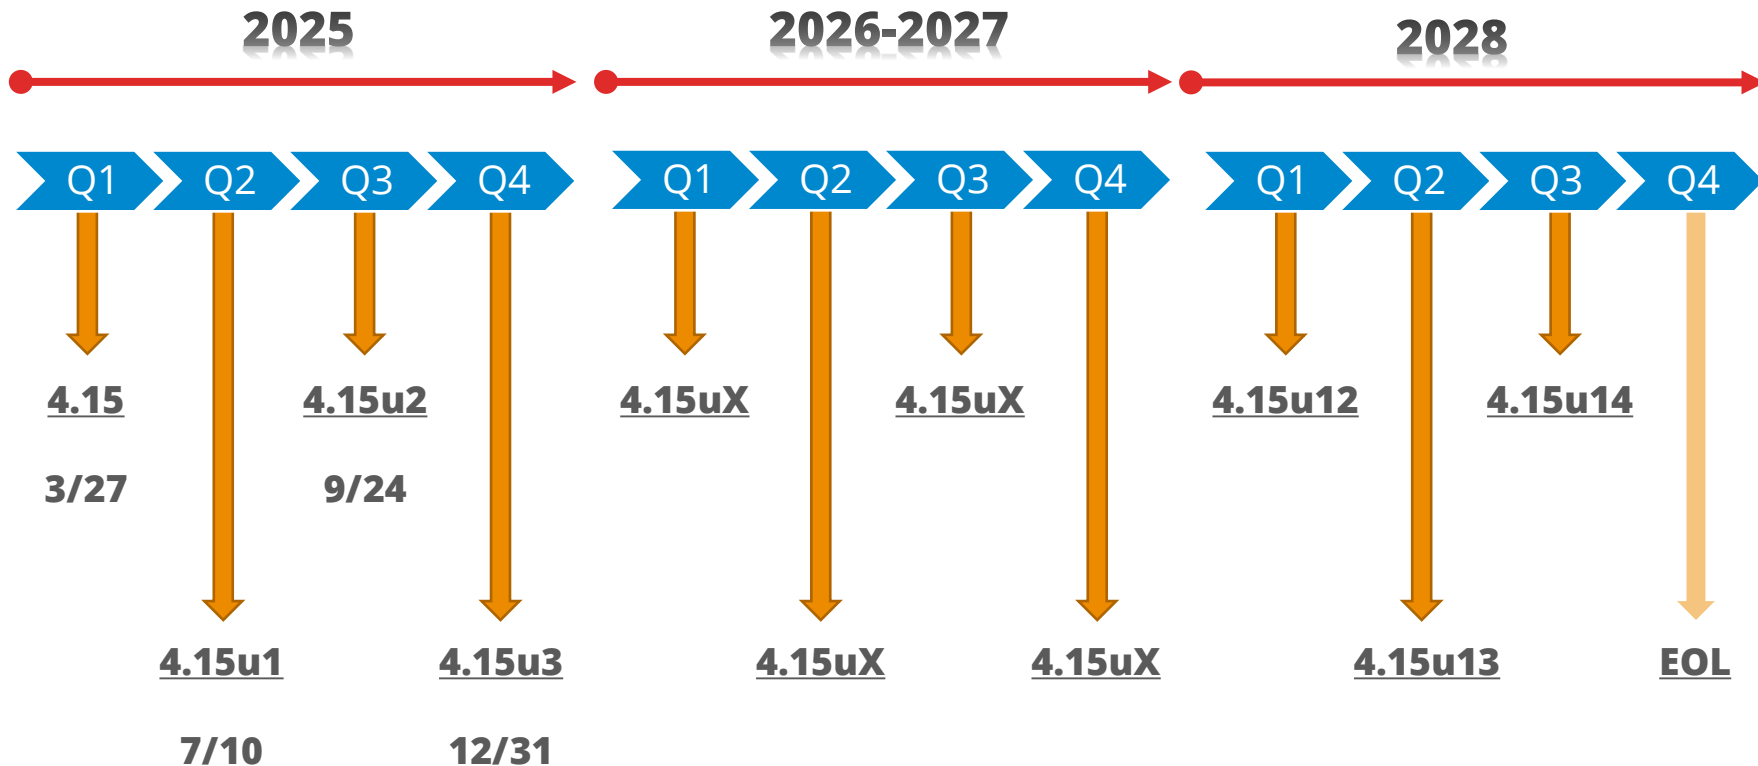 2025
2026-2027
2028
Q1 Q2 Q3 Q4
Q1 Q2 Q3 Q4
Q1 Q2 Q3 Q4
4.15
3/27
4.15u1
7/10
4.15u2
9/24
4.15u3
12/31
4.15uX
4.15uX
4.15uX
4.15uX
4.15u12
4.15u13
4.15u14
EOL